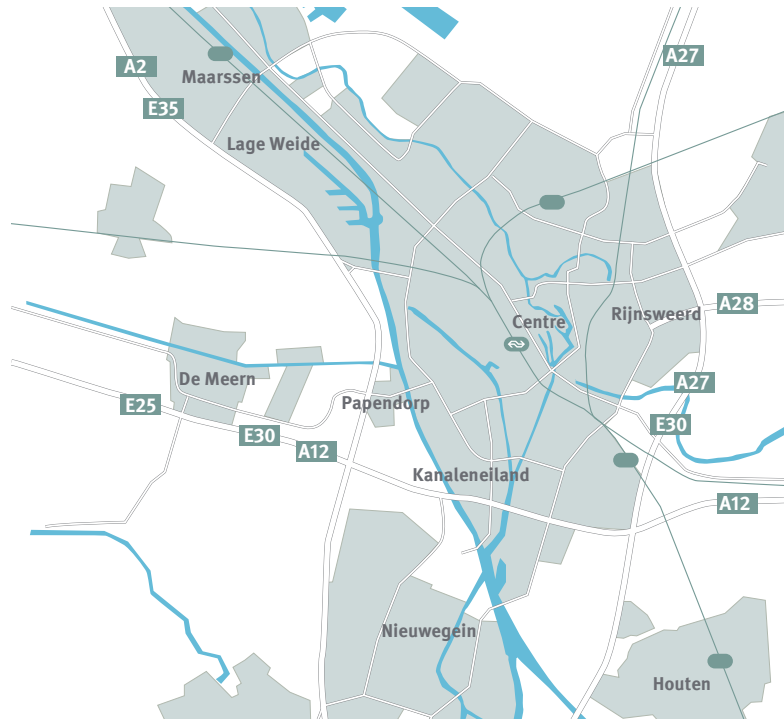 A2
A27
Maarssen
E35
Lage Weide
A28
Centre
Rijnsweerd
De Meern
A27
E25
Papendorp
E30
E30
A12
Kanaleneiland
A12
Nieuwegein
Houten